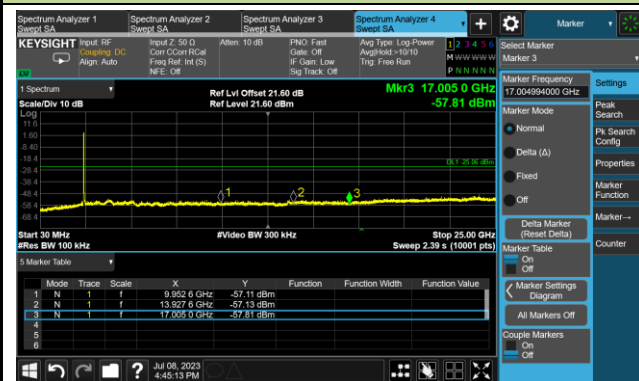 Spectrum Analyzer 1
Swept SA
Spectrum Analyzer 2
Swept SA
Spectrum Analyzer 3
Swept SA
Spectrum Analyzer 4
Swept SA
Marker
KEYSIGHT
Input: RF
Coupling: DC
Align: Auto
Input Z: 50 Ω
Corr CCorr RCal
Freq Ref: Int (S)
NFE: Off
Atten: 10 dB
PNO: Fast
Gate: Off
IF Gain: Low
Sig Track: Off
Avg Type: Log-Power
Avg|Hold:>10/10
Trig: Free Run
1 2 3 4 5 6
M W W W W W
P N N N N N
1 Spectrum
Scale/Div 10 dB
Ref Lvl Offset 21.60 dB
Ref Level 21.60 dBm
Mkr3 17.005 0 GHz
-57.81 dBm
Log
11.6
1.60
-8.40
-18.4
-28.4
-38.4
-48.4
-58.4
-68.4
DL1 -25.06 dBm
1
2
3
Start 30 MHz
#Video BW 300 kHz
Stop 25.00 GHz
#Res BW 100 kHz
Sweep 2.39 s (10001 pts)
5 Marker Table
Mode Trace Scale X Y Function Function Width Function Value
1 N 1 f 9.952 6 GHz -57.11 dBm
2 N 1 f 13.927 6 GHz -57.13 dBm
3 N 1 f 17.005 0 GHz -57.81 dBm
4
5
6
Jul 08, 2023
4:45:13 PM
Select Marker
Marker 3
Marker Frequency
17.004994000 GHz
Marker Mode
Normal
Delta (Δ)
Fixed
Off
Delta Marker
(Reset Delta)
Marker Table
On
Off
Marker Settings
Diagram
All Markers Off
Couple Markers
On
Off
Settings
Peak
Search
Pk Search
Config
Properties
Marker
Function
Marker→
Counter